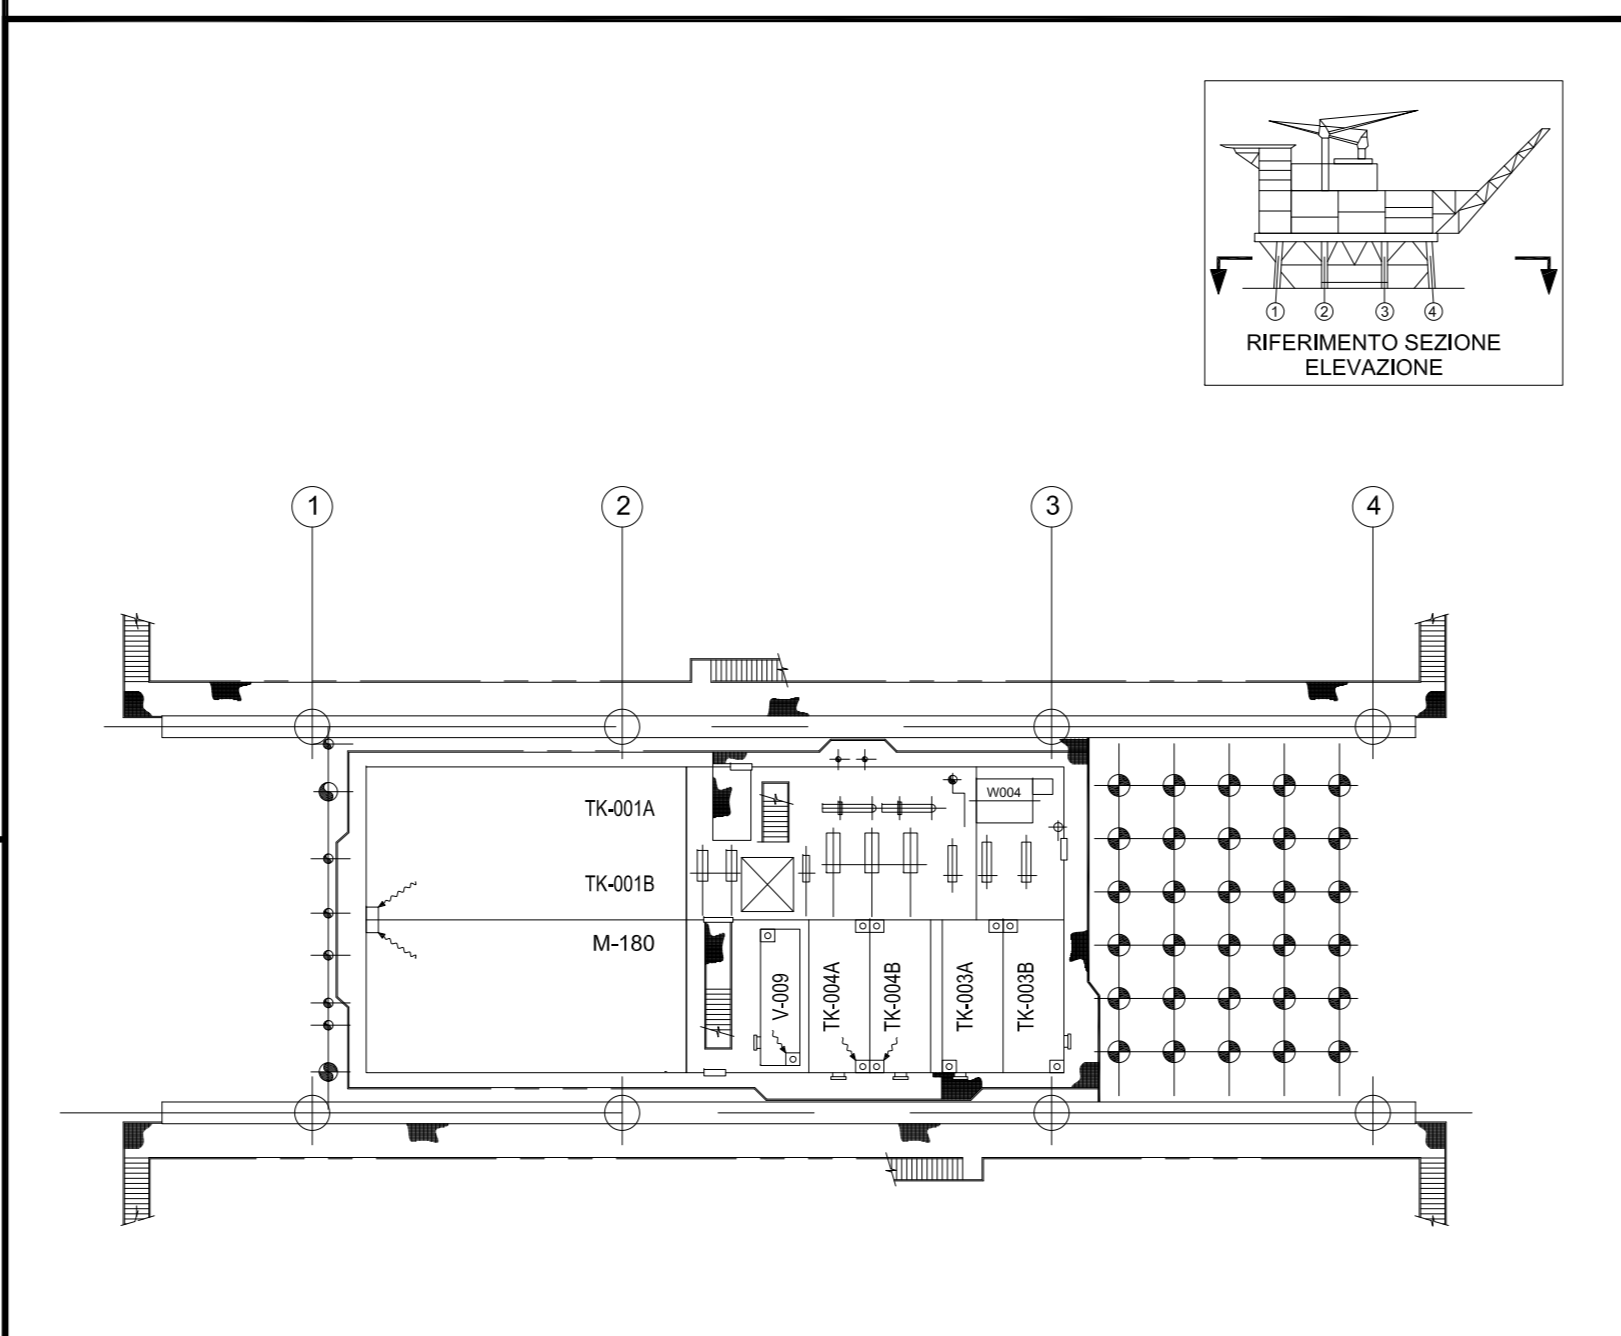 1
2
3
4
RIFERIMENTO SEZIONE
ELEVAZIONE
1
2
3
4
TK-001A
W004
TK-001B
M-180
V-009
TK-004A
TK-004B
TK-003A
TK-003B